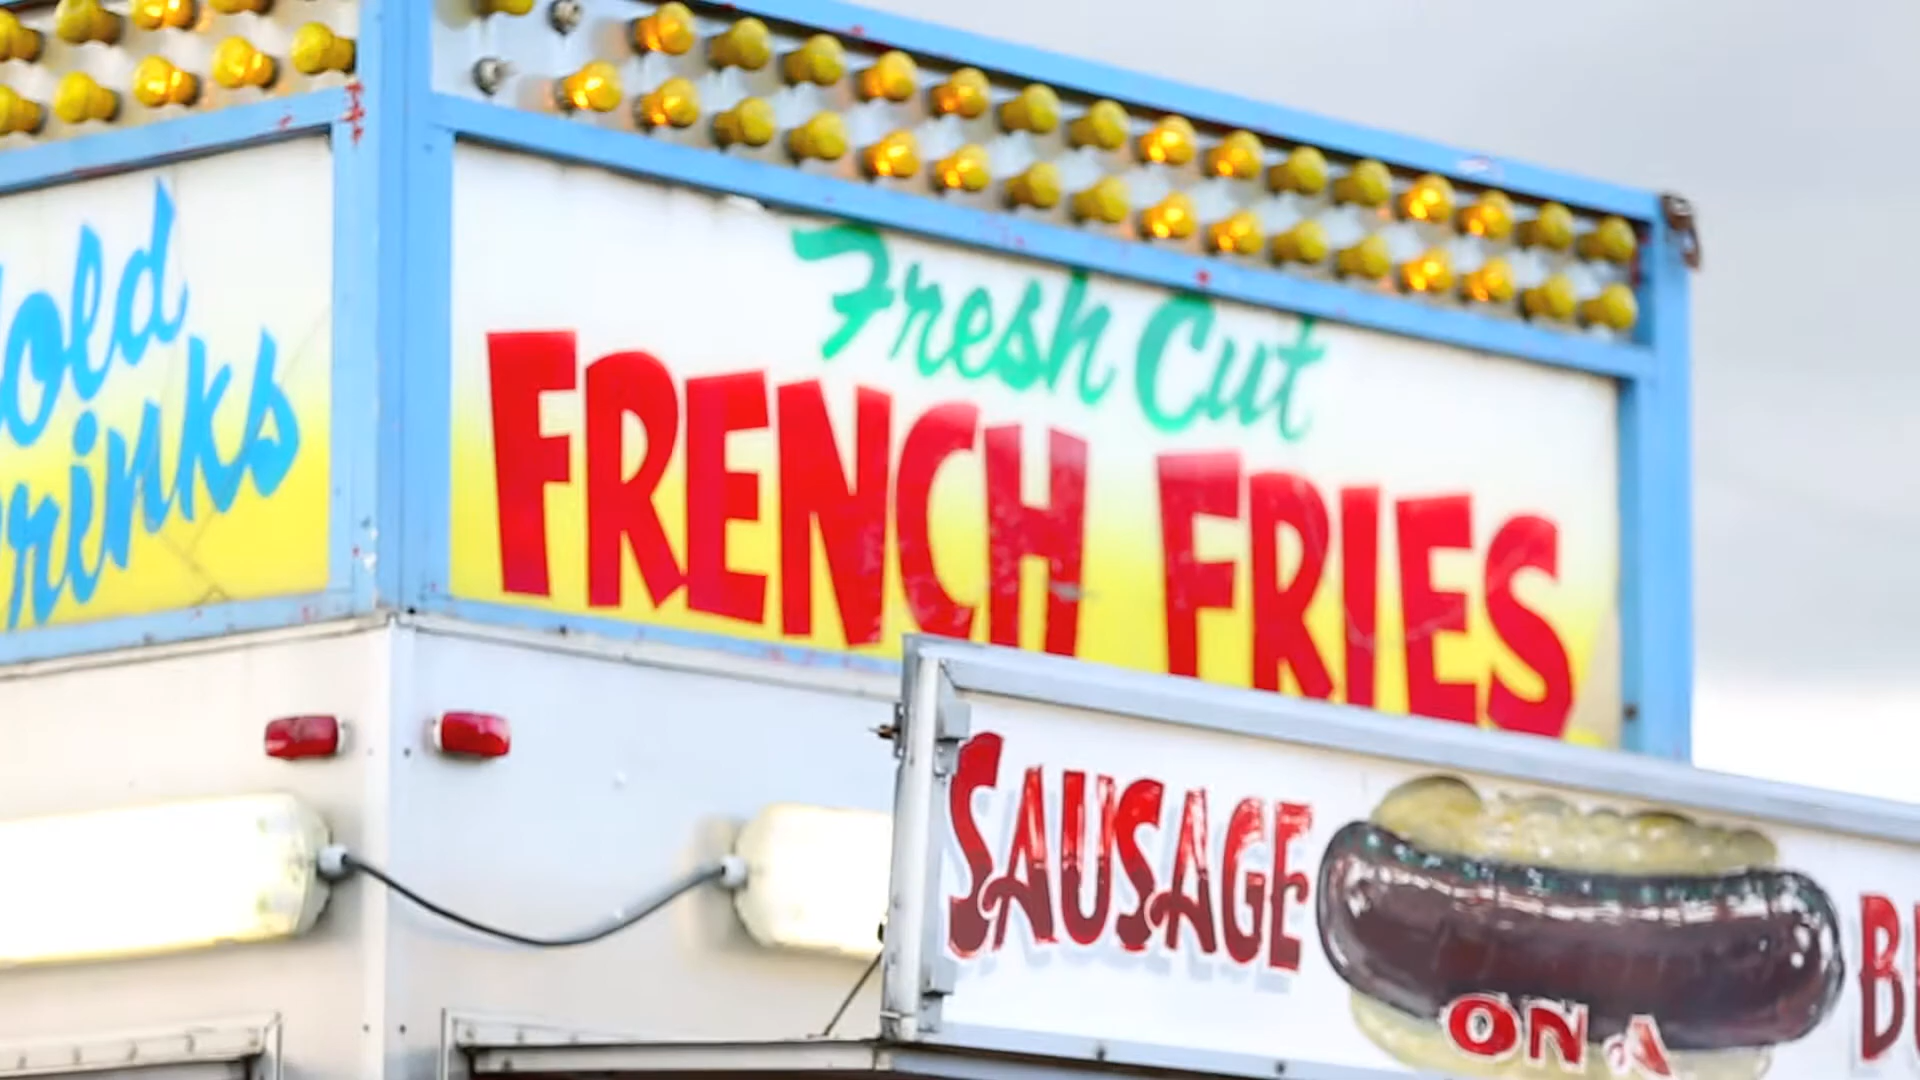 old
rinks
Fresh Cut
FRENCH FRIES
SAUSAGE
ON A